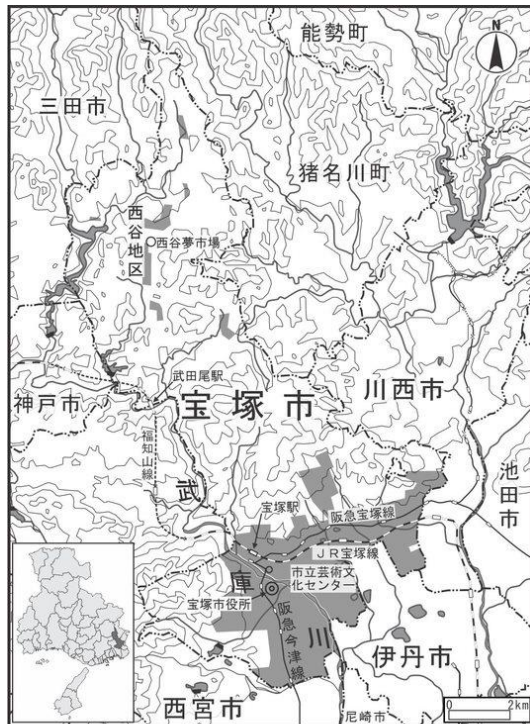 能勢町
N
三田市
猪名川町
西谷地区
西谷夢市場
武田尾駅
神戸市
宝塚市
川西市
福知山線
武
池田市
宝塚駅
阪急宝塚線
JR宝塚線
庫
市立芸術文
化センター
宝塚市役所
阪急今津線
川
伊丹市
西宮市
尼崎市
0 2km